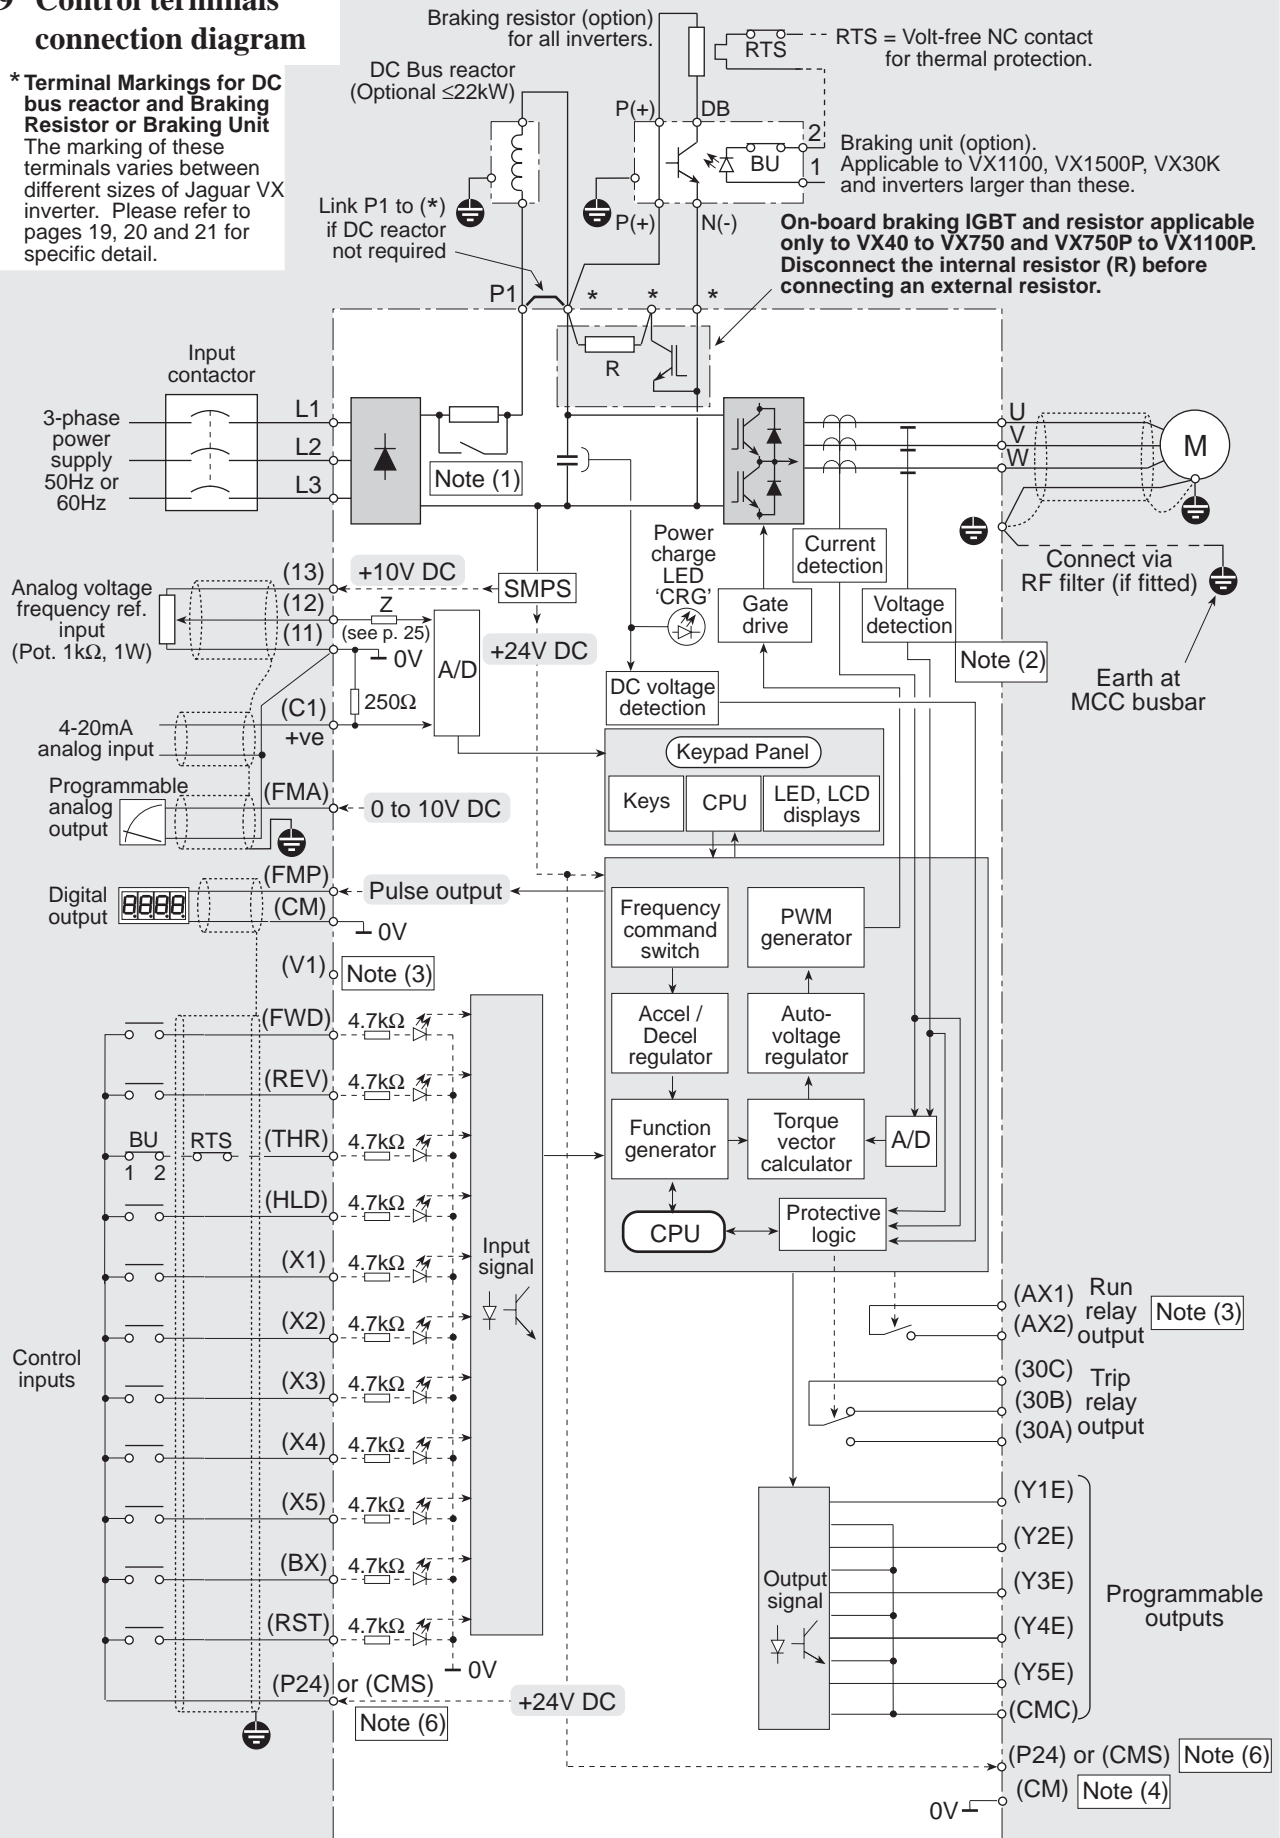 9 Control terminals
connection diagram
* Terminal Markings for DC
bus reactor and Braking
Resistor or Braking Unit
The marking of these
terminals varies between
different sizes of Jaguar VX
inverter. Please refer to
pages 19, 20 and 21 for
specific detail.
Braking resistor (option)
for all inverters.
RTS
RTS = Volt-free NC contact
for thermal protection.
DC Bus reactor
(Optional ≤22kW)
P(+)
DB
2
1
BU
Braking unit (option).
Applicable to VX1100, VX1500P, VX30K
and inverters larger than these.
P(+)
N(-)
Link P1 to (*)
if DC reactor
not required
On-board braking IGBT and resistor applicable
only to VX40 to VX750 and VX750P to VX1100P.
Disconnect the internal resistor (R) before
connecting an external resistor.
P1
*
*
*
R
Input
contactor
3-phase
power
supply
50Hz or
60Hz
L1
L2
L3
Note (1)
U
V
W
M
Power
charge
LED
'CRG'
Current
detection
Connect via
RF filter (if fitted)
Analog voltage
frequency ref.
input
(Pot. 1kΩ, 1W)
(13)
(12)
(11)
+10V DC
SMPS
Z
(see p. 25)
0V
A/D
+24V DC
Gate
drive
Voltage
detection
Note (2)
Earth at
MCC busbar
250Ω
DC voltage
detection
4-20mA
analog input
(C1)
+ve
Keypad Panel
Keys
CPU
LED, LCD
displays
Programmable
analog
output
(FMA)
0 to 10V DC
Digital
output
8.8.8.8.
(FMP)
(CM)
Pulse output
0V
Frequency
command
switch
PWM
generator
(V1)
Note (3)
Accel /
Decel
regulator
Auto-
voltage
regulator
Function
generator
Torque
vector
calculator
A/D
CPU
Protective
logic
Control
inputs
(FWD)
4.7kΩ
(REV)
4.7kΩ
BU
1 2
RTS
(THR)
4.7kΩ
(HLD)
4.7kΩ
(X1)
4.7kΩ
(X2)
4.7kΩ
(X3)
4.7kΩ
(X4)
4.7kΩ
(X5)
4.7kΩ
(BX)
4.7kΩ
(RST)
4.7kΩ
Input
signal
0V
(P24) or (CMS)
Note (6)
+24V DC
(AX1)
(AX2)
Run
relay
output
Note (3)
(30C)
(30B)
(30A)
Trip
relay
output
Output
signal
(Y1E)
(Y2E)
(Y3E)
(Y4E)
(Y5E)
(CMC)
Programmable
outputs
(P24) or (CMS)
Note (6)
(CM)
Note (4)
0V